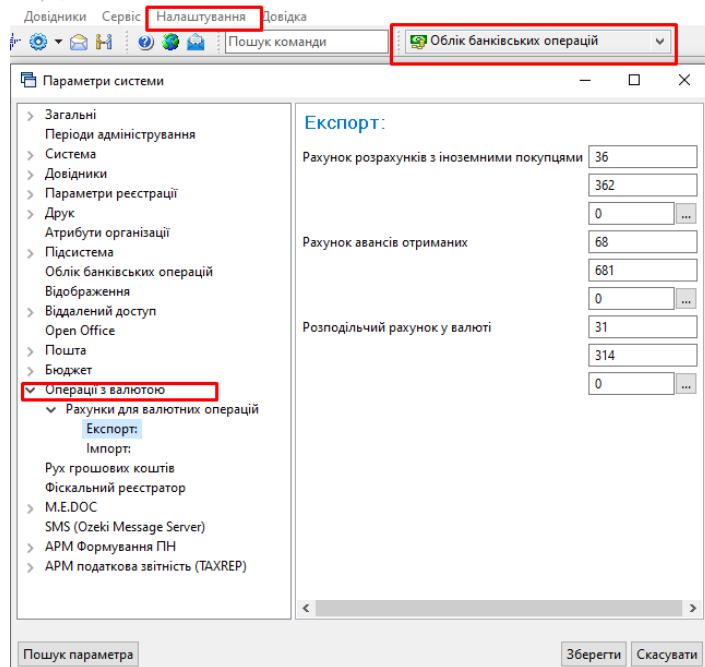 Довідники Сервіс Налаштування Довідка
Пошук команди Облік банківських операцій
Параметри системи
Загальні
Періоди адміністрування
Система
Довідники
Параметри реєстрації
Друк
Атрибути організації
Підсистема
Облік банківських операцій
Відображення
Віддалений доступ
Open Office
Пошта
Бюджет
Операції з валютою
Рахунки для валютних операцій
Експорт:
Імпорт:
Рух грошових коштів
Фіскальний реєстратор
M.E.DOC
SMS (Ozeki Message Server)
АРМ Формування ПН
АРМ податкова звітність (TAXREP)
Експорт:
Рахунок розрахунків з іноземними покупцями 36
362
0 ...
Рахунок авансів отриманих 68
681
0 ...
Розподільчий рахунок у валюті 31
314
0 ...
Пошук параметра Зберегти Скасувати